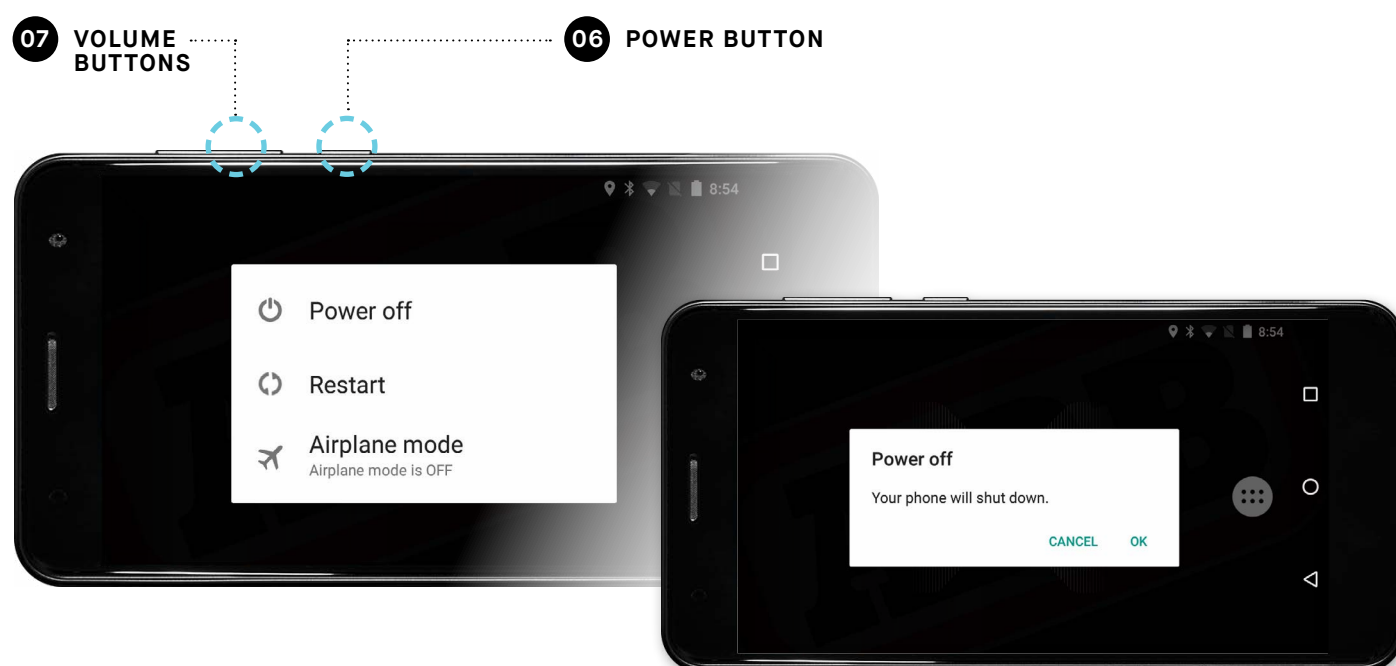 07 VOLUME
BUTTONS
06 POWER BUTTON
8:54
Power off
Restart
Airplane mode
Airplane mode is OFF
8:54
Power off
Your phone will shut down.
CANCEL OK